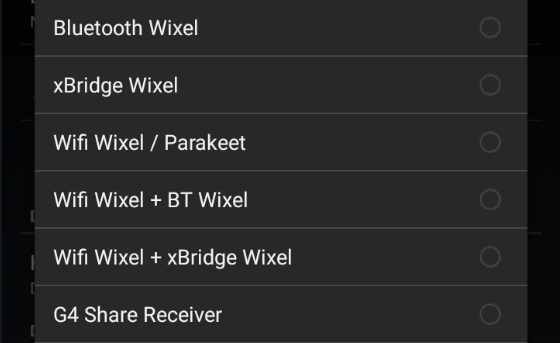 Bluetooth Wixel
xBridge Wixel
Wifi Wixel / Parakeet
Wifi Wixel + BT Wixel
Wifi Wixel + xBridge Wixel
G4 Share Receiver